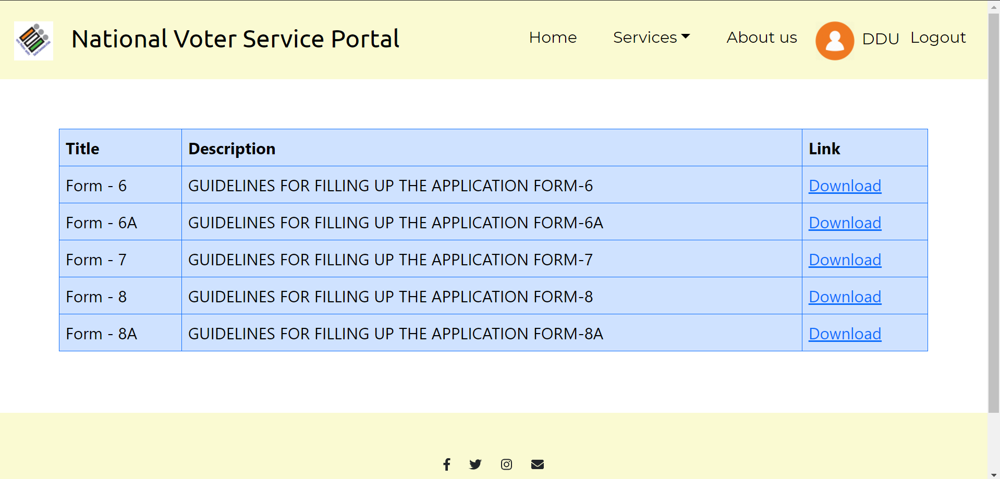 National Voter Service Portal
Home Services About us DDU Logout
Title Description Link
Form - 6 GUIDELINES FOR FILLING UP THE APPLICATION FORM-6 Download
Form - 6A GUIDELINES FOR FILLING UP THE APPLICATION FORM-6A Download
Form - 7 GUIDELINES FOR FILLING UP THE APPLICATION FORM-7 Download
Form - 8 GUIDELINES FOR FILLING UP THE APPLICATION FORM-8 Download
Form - 8A GUIDELINES FOR FILLING UP THE APPLICATION FORM-8A Download